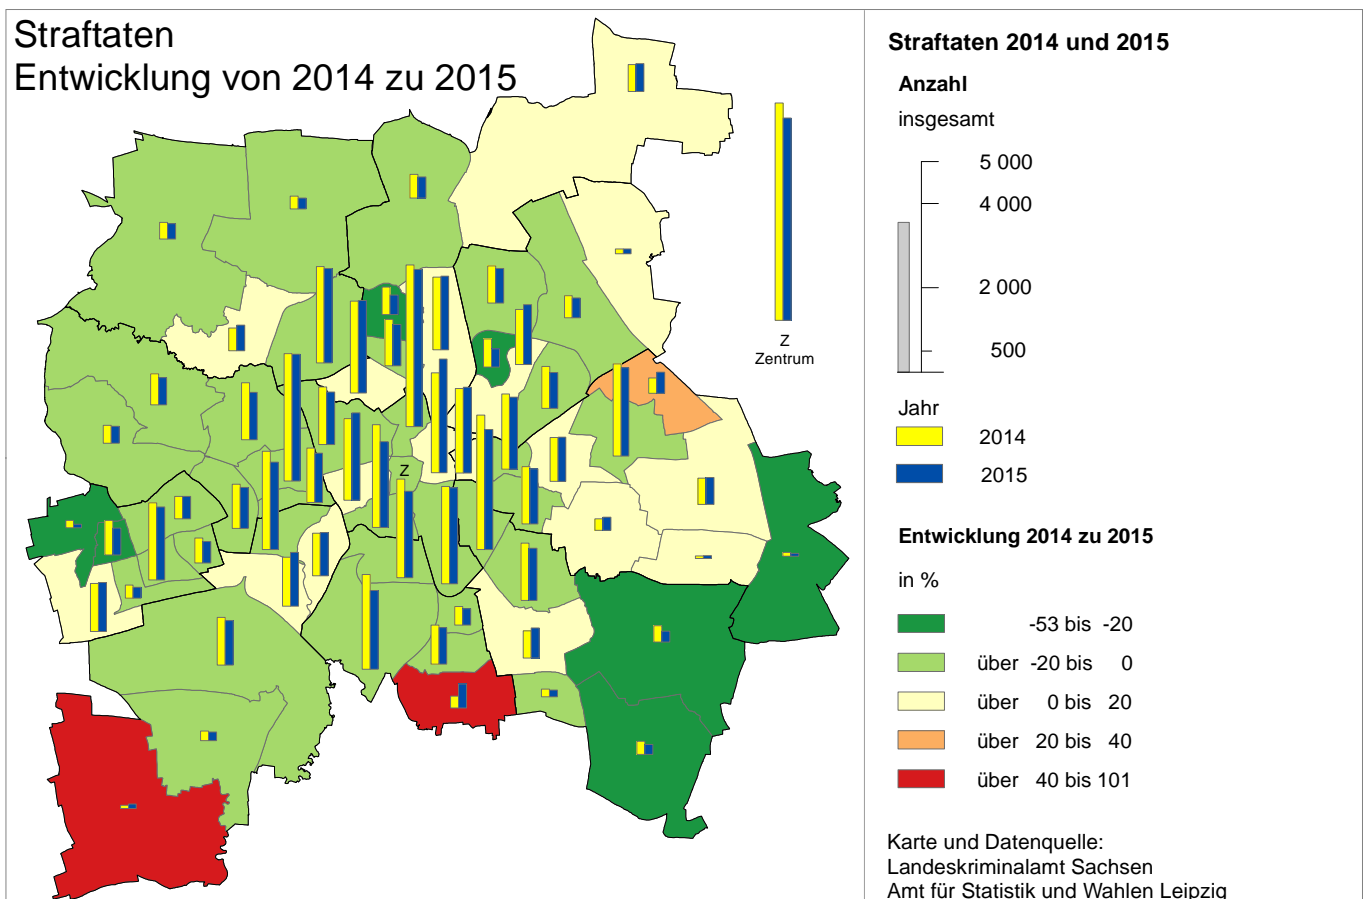 Straftaten
Entwicklung von 2014 zu 2015
Z
Zentrum
Z
Straftaten 2014 und 2015
Anzahl
insgesamt
5 000
4 000
2 000
500
Jahr
2014
2015
Entwicklung 2014 zu 2015
in %
-53 bis -20
über -20 bis 0
über 0 bis 20
über 20 bis 40
über 40 bis 101
Karte und Datenquelle:
Landeskriminalamt Sachsen
Amt für Statistik und Wahlen Leipzig